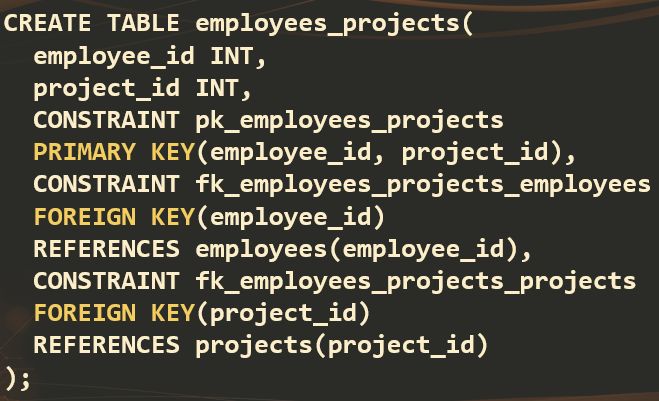 CREATE TABLE employees_projects(
employee_id INT,
project_id INT,
CONSTRAINT pk_employees_projects
PRIMARY KEY(employee_id, project_id),
CONSTRAINT fk_employees_projects_employees
FOREIGN KEY(employee_id)
REFERENCES employees(employee_id),
CONSTRAINT fk_employees_projects_projects
FOREIGN KEY(project_id)
REFERENCES projects(project_id)
);